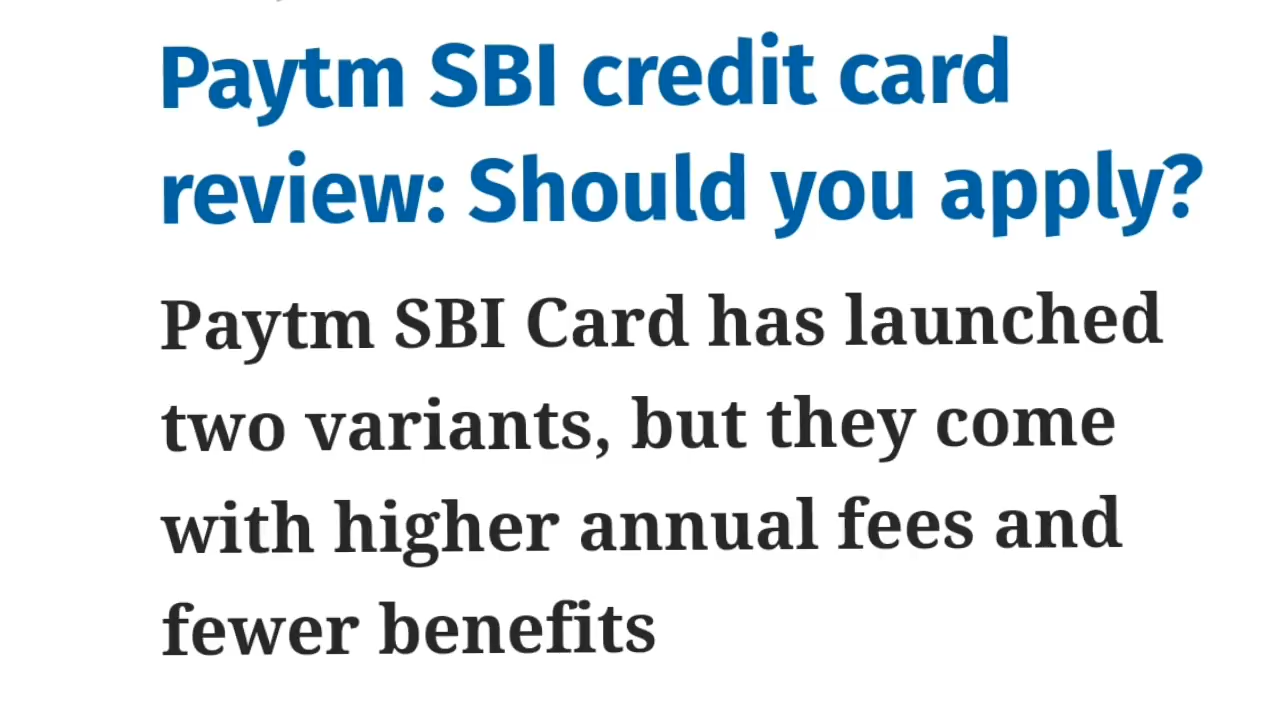 Paytm SBI credit card
review: Should you apply?
Paytm SBI Card has launched
two variants, but they come
with higher annual fees and
fewer benefits